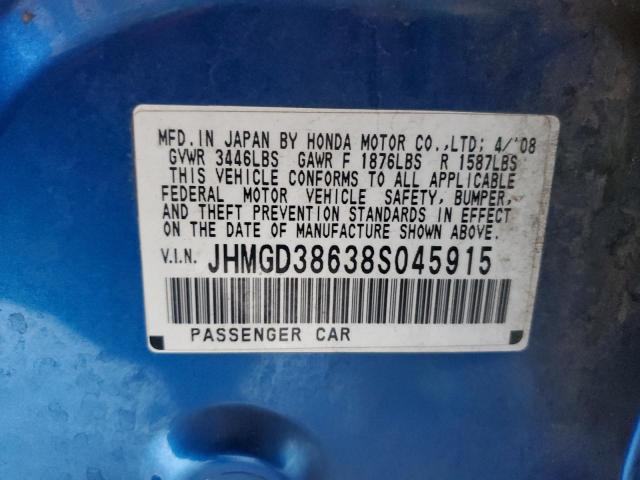 MFD. IN JAPAN BY HONDA MOTOR CO.,LTD; 4/'08
GVWR 3446LBS GAWR F 1876LBS R 1587LBS
THIS VEHICLE CONFORMS TO ALL APPLICABLE
FEDERAL MOTOR VEHICLE SAFETY, BUMPER,
AND THEFT PREVENTION STANDARDS IN EFFECT
ON THE DATE OF MANUFACTURE SHOWN ABOVE.
V.I.N. JHMGD38638S045915
PASSENGER CAR